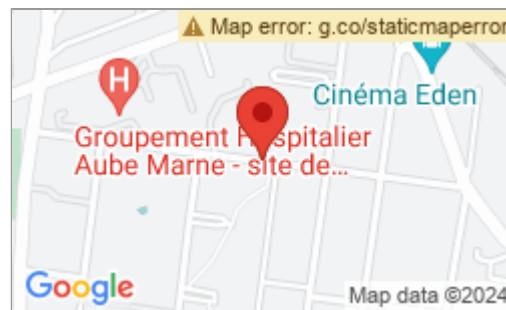 Map error: g.co/staticmaperror
H
Cinéma Eden
Groupement Hospitalier
Aube Marne - site de...
Google
Map data ©2024